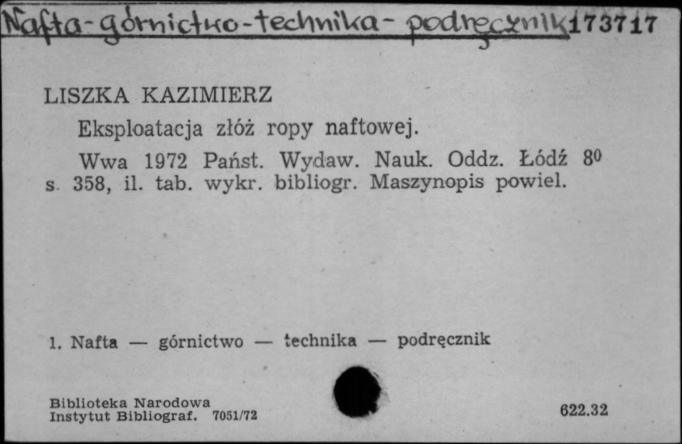 Nafta-górnictwo-technika-podręcznik 173717
LISZKA KAZIMIERZ
Eksploatacja złóż ropy naftowej.
Wwa 1972 Państ. Wydaw. Nauk. Oddz. Łódź 8⁰
s. 358, il. tab. wykr. bibliogr. Maszynopis powiel.
1. Nafta — górnictwo — technika — podręcznik
Biblioteka Narodowa
Instytut Bibliograf. 7051/72
622.32